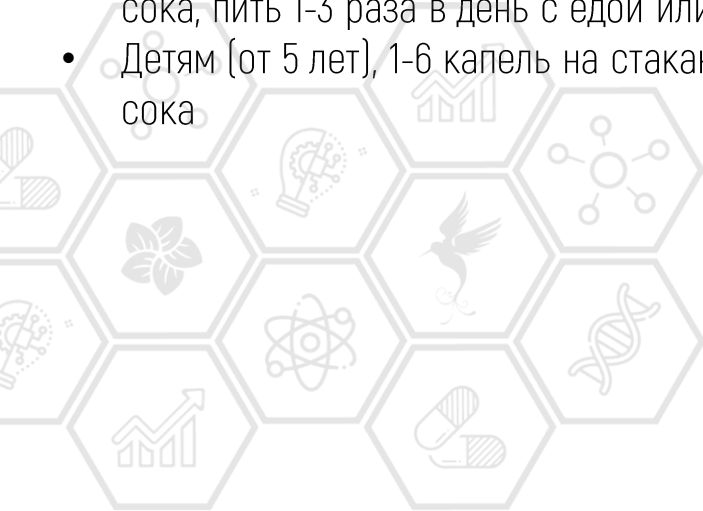 сока, пить 1-3 раза в день с едой или
• Детям (от 5 лет), 1-6 капель на стакан
сока